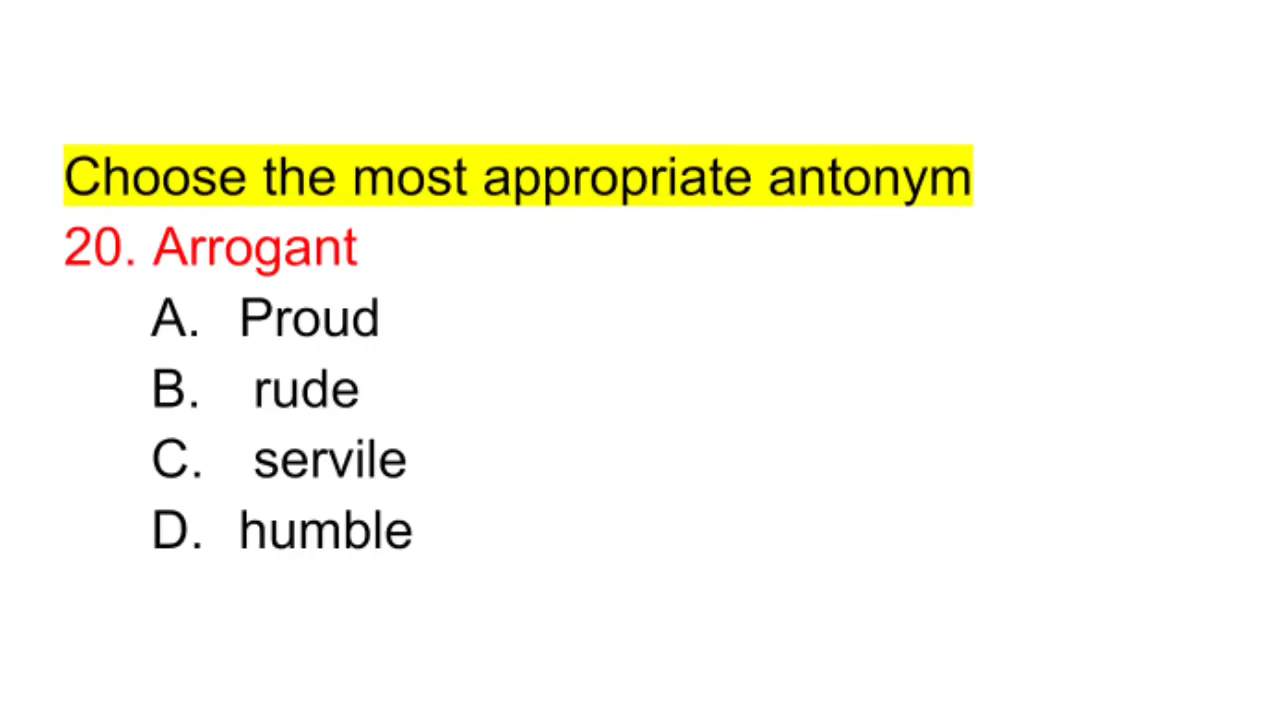 Choose the most appropriate antonym
20. Arrogant
A. Proud
B. rude
C. servile
D. humble